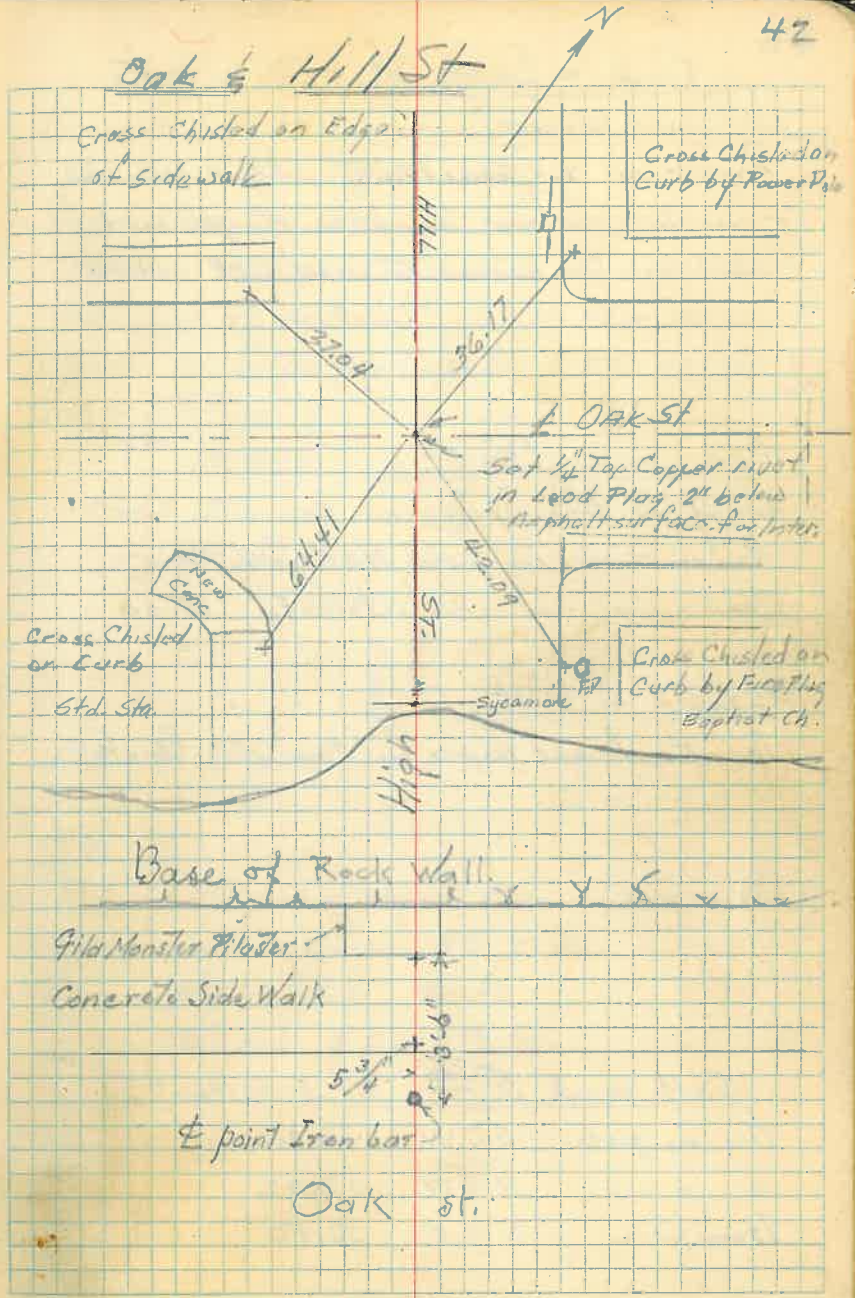 42
N
Oak & Hill St
Cross Chisled on Edge
of sidewalk
Cross Chisled on
Curb by Power
HILL
37.04
36.17
℄ OAK St
Set 1/4" Top Copper rivet
in Lead Plug 2" below
Asphalt surface for Inter.
64.41
42.09
ST.
New
Conc
Cross Chisled
on Curb
Std. Sta.
FP
Cross Chisled on
Curb by Fire Plug
Baptist Ch.
Sycamore
High
Base of Rock Wall
Gila Monster Pilaster
Concrete Side Walk
5 3/4"
℄ point Iron bar
Oak st.